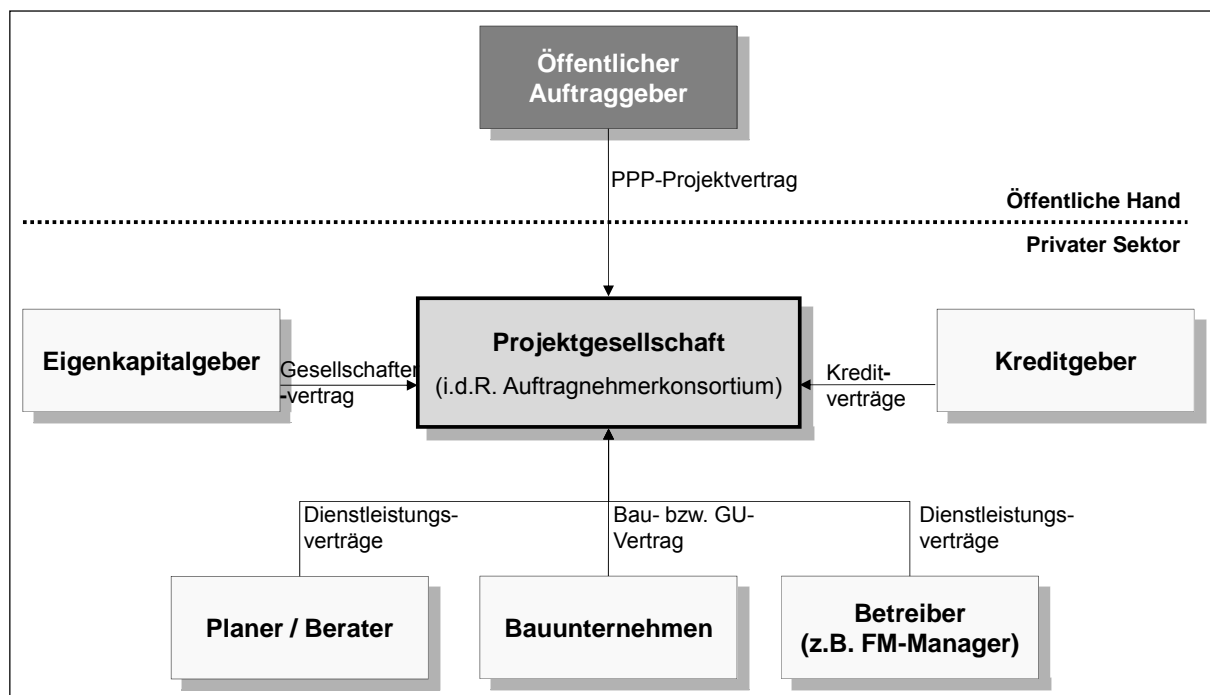 Öffentlicher
Auftraggeber
PPP-Projektvertrag
Öffentliche Hand
Privater Sektor
Eigenkapitalgeber
Gesellschafter
-vertrag
Projektgesellschaft
(i.d.R. Auftragnehmerkonsortium)
Kredit-
verträge
Kreditgeber
Dienstleistungs-
verträge
Bau- bzw. GU-
Vertrag
Dienstleistungs-
verträge
Planer / Berater
Bauunternehmen
Betreiber
(z.B. FM-Manager)